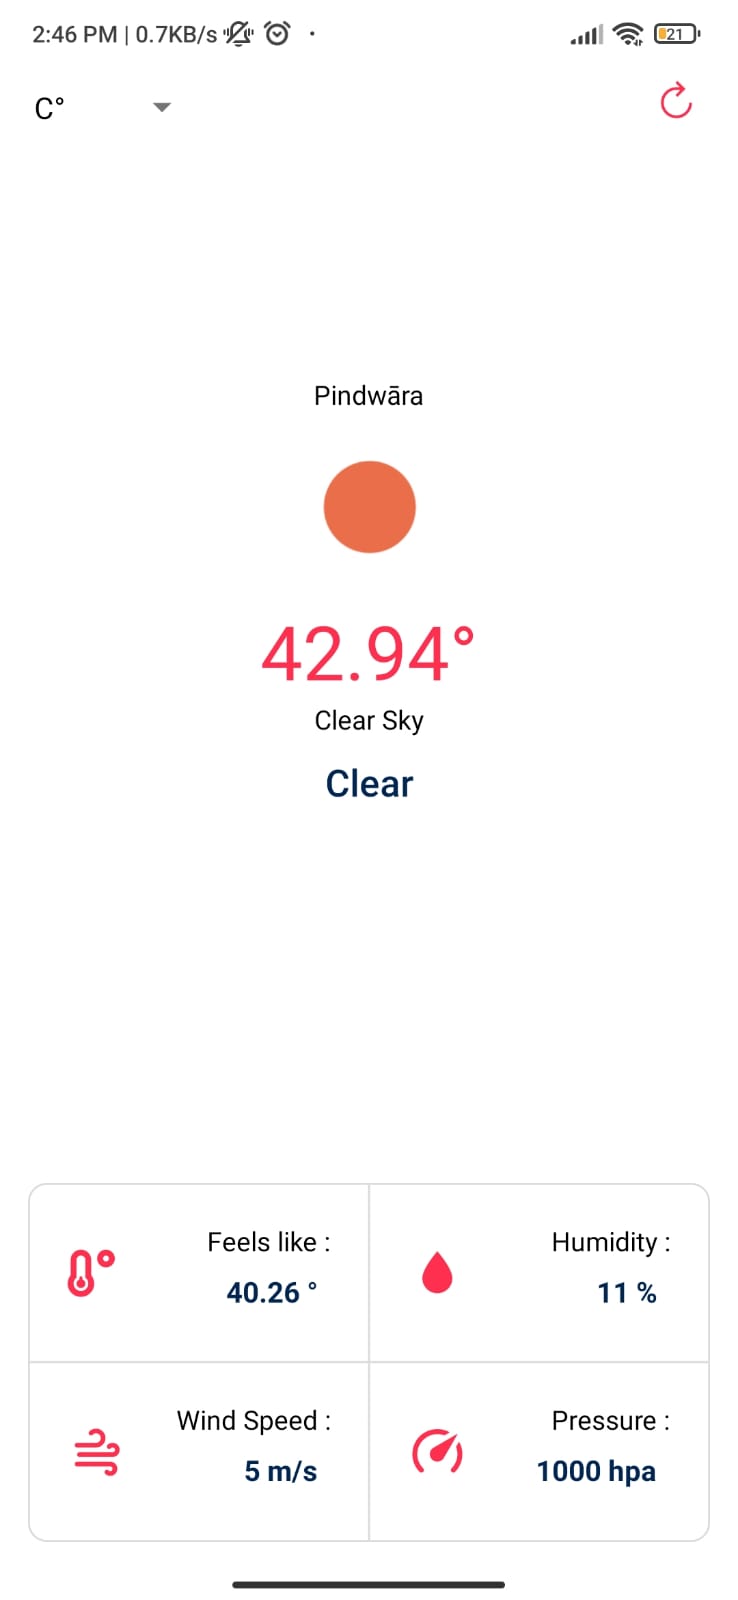 2:46 PM | 0.7KB/s
21
C°
Pindwāra
42.94°
Clear Sky
Clear
Feels like :
40.26 °
Humidity :
11 %
Wind Speed :
5 m/s
Pressure :
1000 hpa